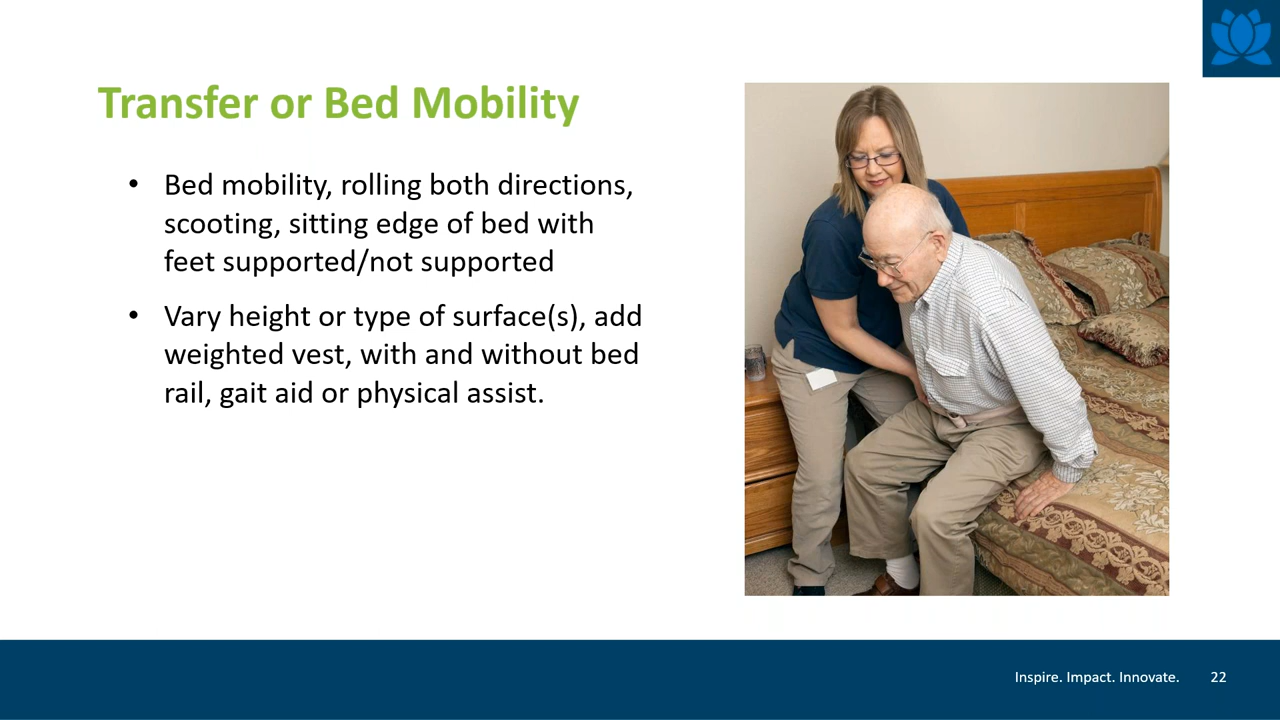 Transfer or Bed Mobility
• Bed mobility, rolling both directions,
scooting, sitting edge of bed with
feet supported/not supported
• Vary height or type of surface(s), add
weighted vest, with and without bed
rail, gait aid or physical assist.
Inspire. Impact. Innovate. 22